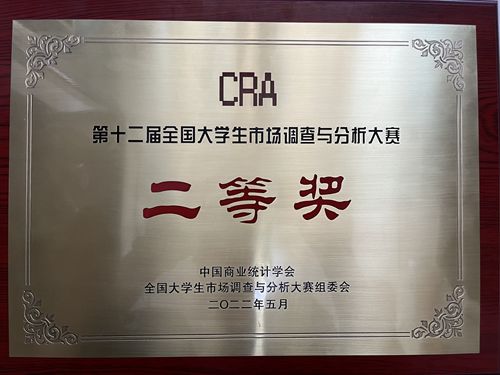 CRA
第十二届全国大学生市场调查与分析大赛
二等奖
中国商业统计学会
全国大学生市场调查与分析大赛组委会
二〇二二年五月